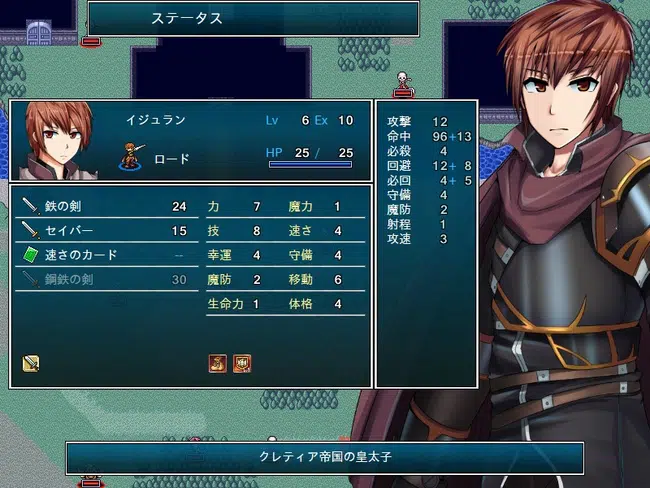 ステータス
イジュラン Lv 6 Ex 10
ロード HP 25 / 25
鉄の剣 24
セイバー 15
速さのカード --
鋼鉄の剣 30
力 7 魔力 1
技 8 速さ 4
幸運 4 守備 4
魔防 2 移動 6
生命力 1 体格 4
攻撃 12
命中 96+13
必殺 4
回避 12+ 8
必回 4+ 5
守備 4
魔防 2
射程 1
攻速 3
クレティア帝国の皇太子